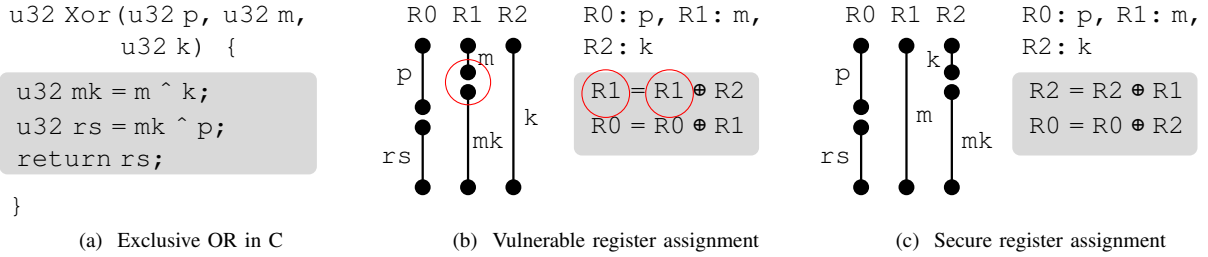 u32 Xor(u32 p, u32 m,
u32 k) {
u32 mk = m ^ k;
u32 rs = mk ^ p;
return rs;
}
(a) Exclusive OR in C
R0 R1 R2
p
m
k
rs
mk
R0: p, R1: m,
R2: k
R1 = R1 ⊕ R2
R0 = R0 ⊕ R1
(b) Vulnerable register assignment
R0 R1 R2
p
k
m
rs
mk
R0: p, R1: m,
R2: k
R2 = R2 ⊕ R1
R0 = R0 ⊕ R2
(c) Secure register assignment